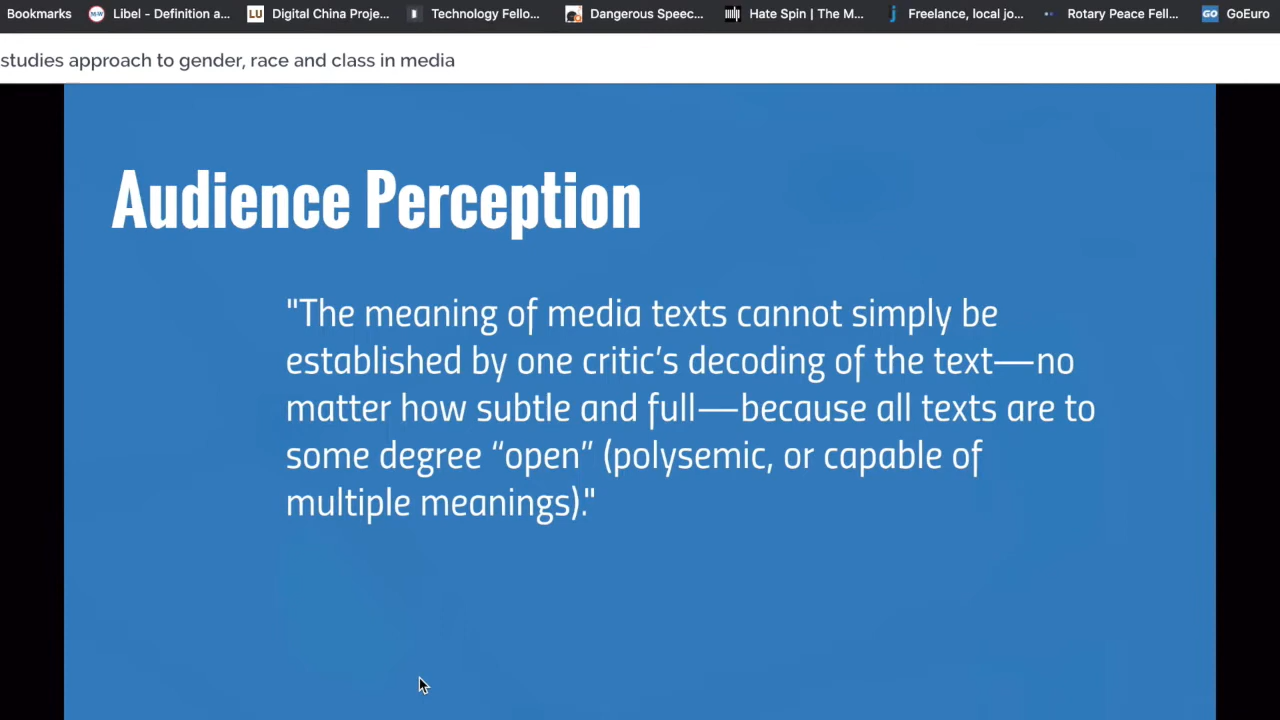 Bookmarks Libel - Definition a... LU Digital China Proje... Technology Fello... Dangerous Speec... Hate Spin | The M... Freelance, local jo... Rotary Peace Fell... GO GoEuro
studies approach to gender, race and class in media
Audience Perception
"The meaning of media texts cannot simply be
established by one critic’s decoding of the text—no
matter how subtle and full—because all texts are to
some degree “open” (polysemic, or capable of
multiple meanings)."